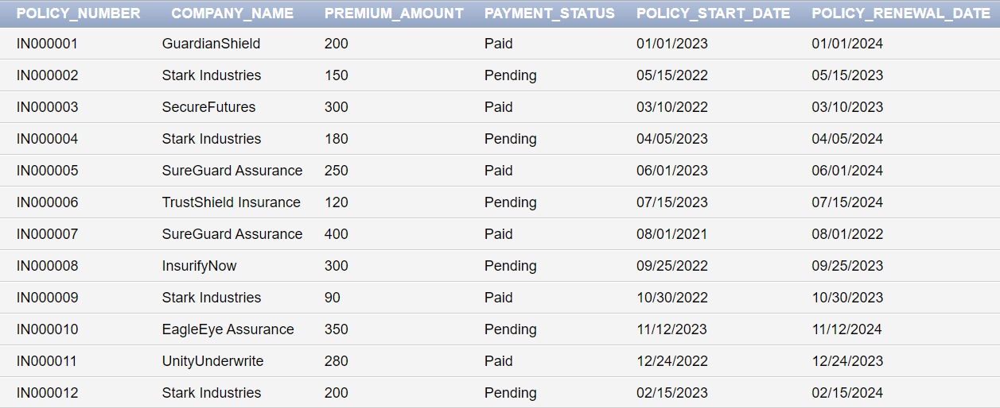 POLICY_NUMBER COMPANY_NAME PREMIUM_AMOUNT PAYMENT_STATUS POLICY_START_DATE POLICY_RENEWAL_DATE
IN000001 GuardianShield 200 Paid 01/01/2023 01/01/2024
IN000002 Stark Industries 150 Pending 05/15/2022 05/15/2023
IN000003 SecureFutures 300 Paid 03/10/2022 03/10/2023
IN000004 Stark Industries 180 Pending 04/05/2023 04/05/2024
IN000005 SureGuard Assurance 250 Paid 06/01/2023 06/01/2024
IN000006 TrustShield Insurance 120 Pending 07/15/2023 07/15/2024
IN000007 SureGuard Assurance 400 Paid 08/01/2021 08/01/2022
IN000008 InsurifyNow 300 Pending 09/25/2022 09/25/2023
IN000009 Stark Industries 90 Paid 10/30/2022 10/30/2023
IN000010 EagleEye Assurance 350 Pending 11/12/2023 11/12/2024
IN000011 UnityUnderwrite 280 Paid 12/24/2022 12/24/2023
IN000012 Stark Industries 200 Pending 02/15/2023 02/15/2024